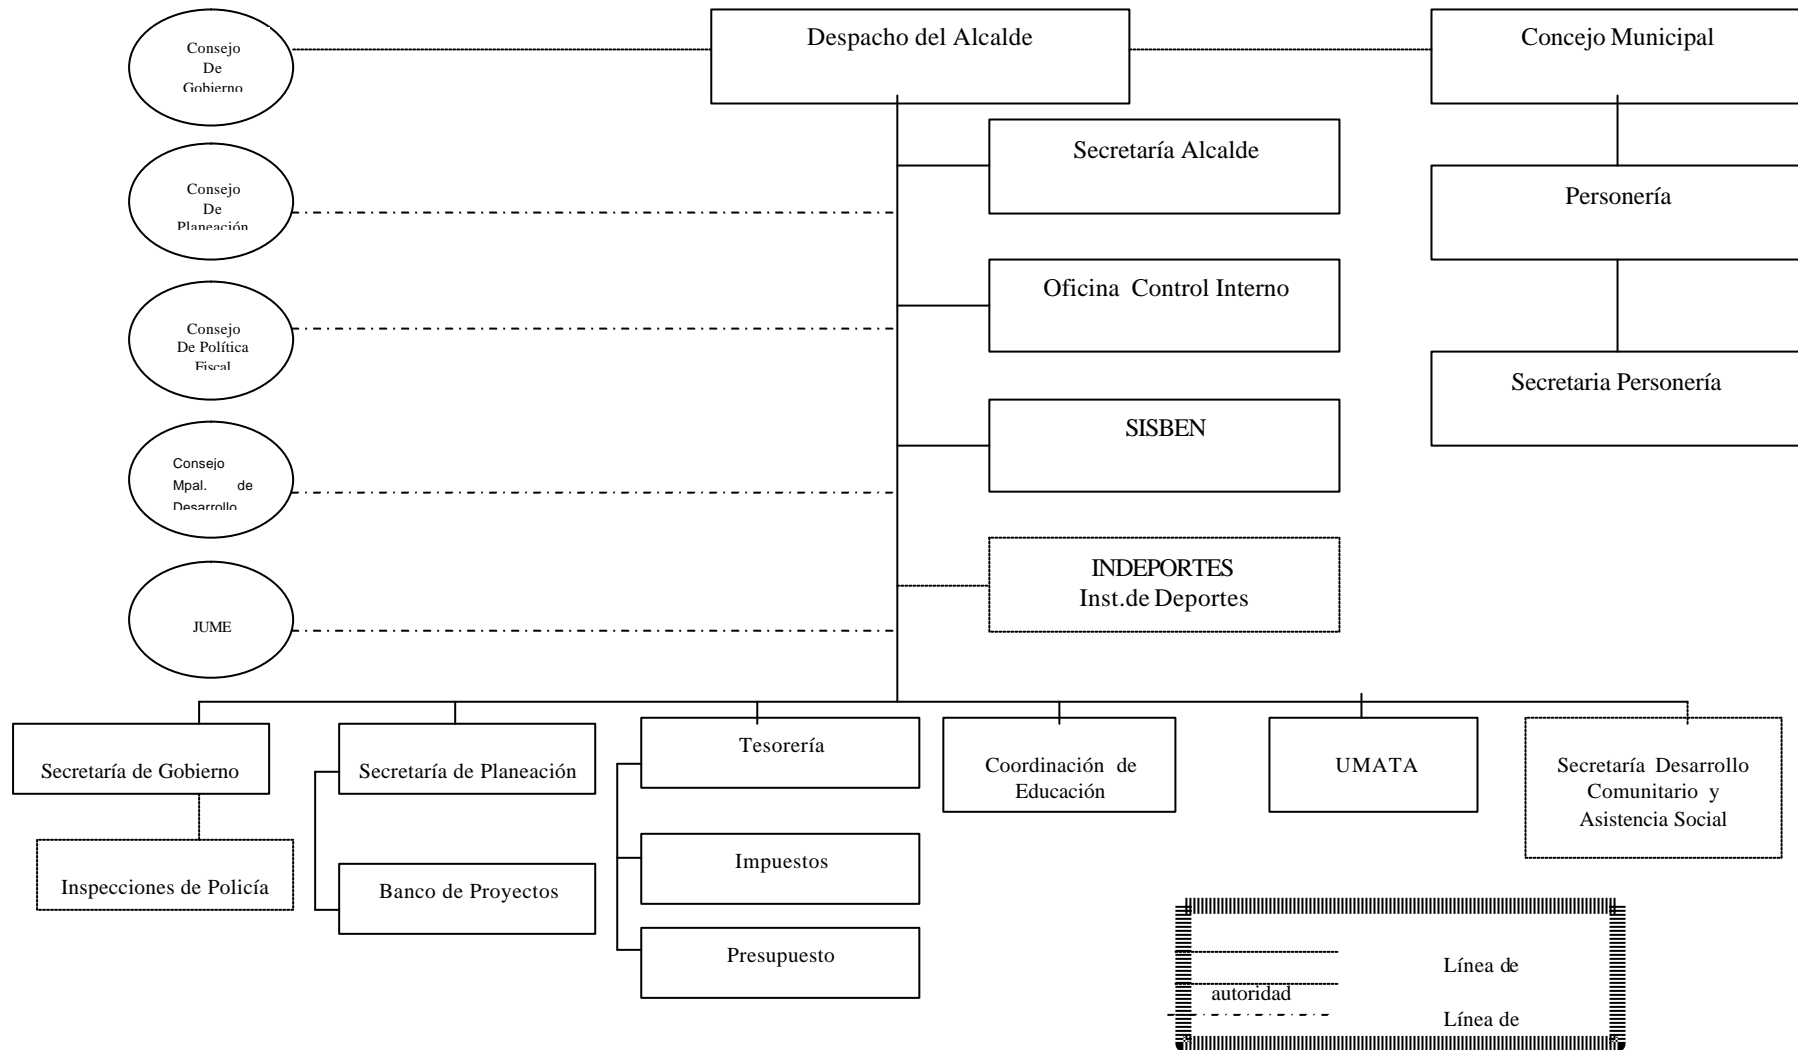 Consejo
De
Gobierno
Despacho del Alcalde
Concejo Municipal
Secretaría Alcalde
Consejo
De
Planeación
Personería
Oficina Control Interno
Consejo
De Política
Fiscal
Secretaria Personería
SISBEN
Consejo
Mpal. de
Desarrollo
INDEPORTES
Inst.de Deportes
JUME
Secretaría de Gobierno
Secretaría de Planeación
Tesorería
Coordinación de
Educación
UMATA
Secretaría Desarrollo
Comunitario y
Asistencia Social
Inspecciones de Policía
Banco de Proyectos
Impuestos
Presupuesto
Línea de
autoridad
Línea de